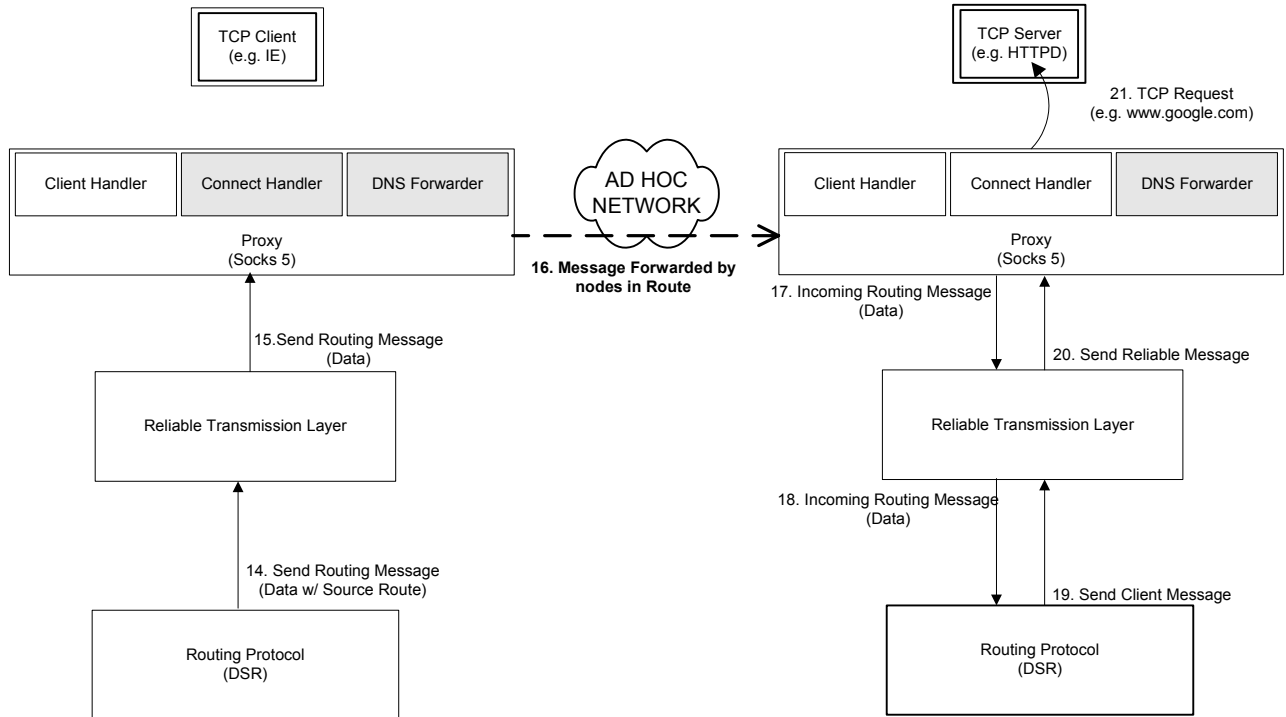 TCP Client
(e.g. IE)
TCP Server
(e.g. HTTPD)
21. TCP Request
(e.g. www.google.com)
Client Handler
Connect Handler
DNS Forwarder
Proxy
(Socks 5)
AD HOC
NETWORK
16. Message Forwarded by
nodes in Route
Client Handler
Connect Handler
DNS Forwarder
Proxy
(Socks 5)
15.Send Routing Message
(Data)
17. Incoming Routing Message
(Data)
20. Send Reliable Message
Reliable Transmission Layer
Reliable Transmission Layer
14. Send Routing Message
(Data w/ Source Route)
18. Incoming Routing Message
(Data)
19. Send Client Message
Routing Protocol
(DSR)
Routing Protocol
(DSR)